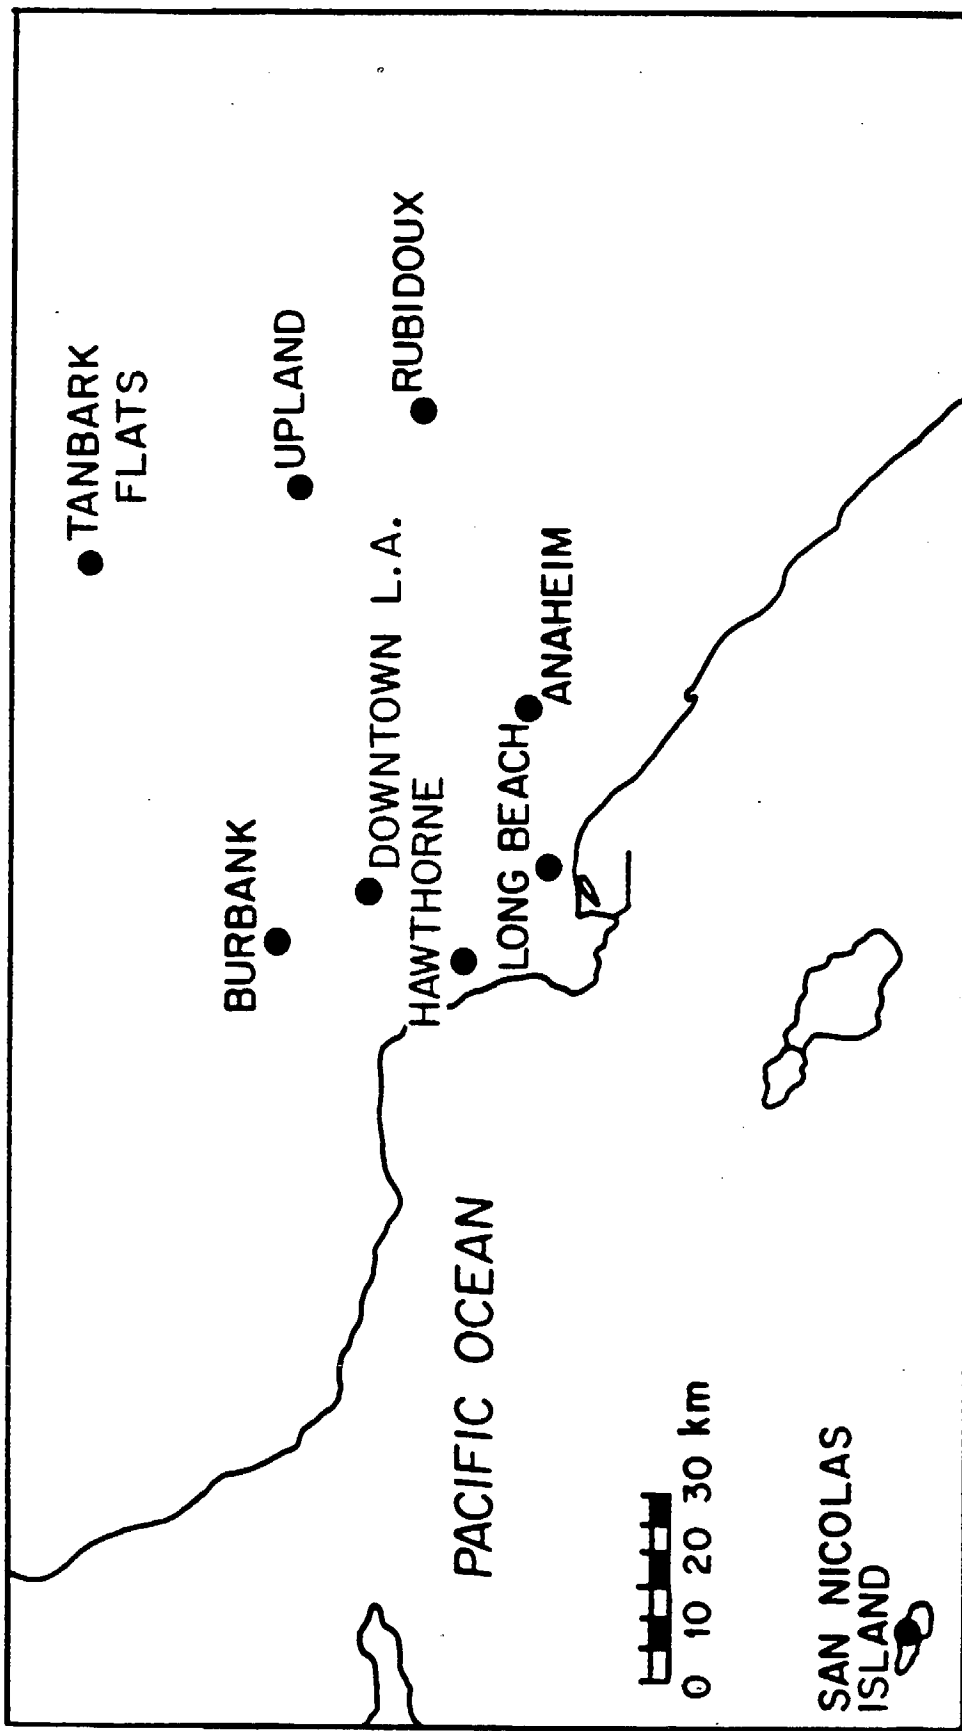 TANBARK
FLATS
BURBANK
UPLAND
DOWNTOWN L.A.
RUBIDOUX
HAWTHORNE
LONG BEACH
ANAHEIM
PACIFIC OCEAN
0 10 20 30 km
SAN NICOLAS
ISLAND